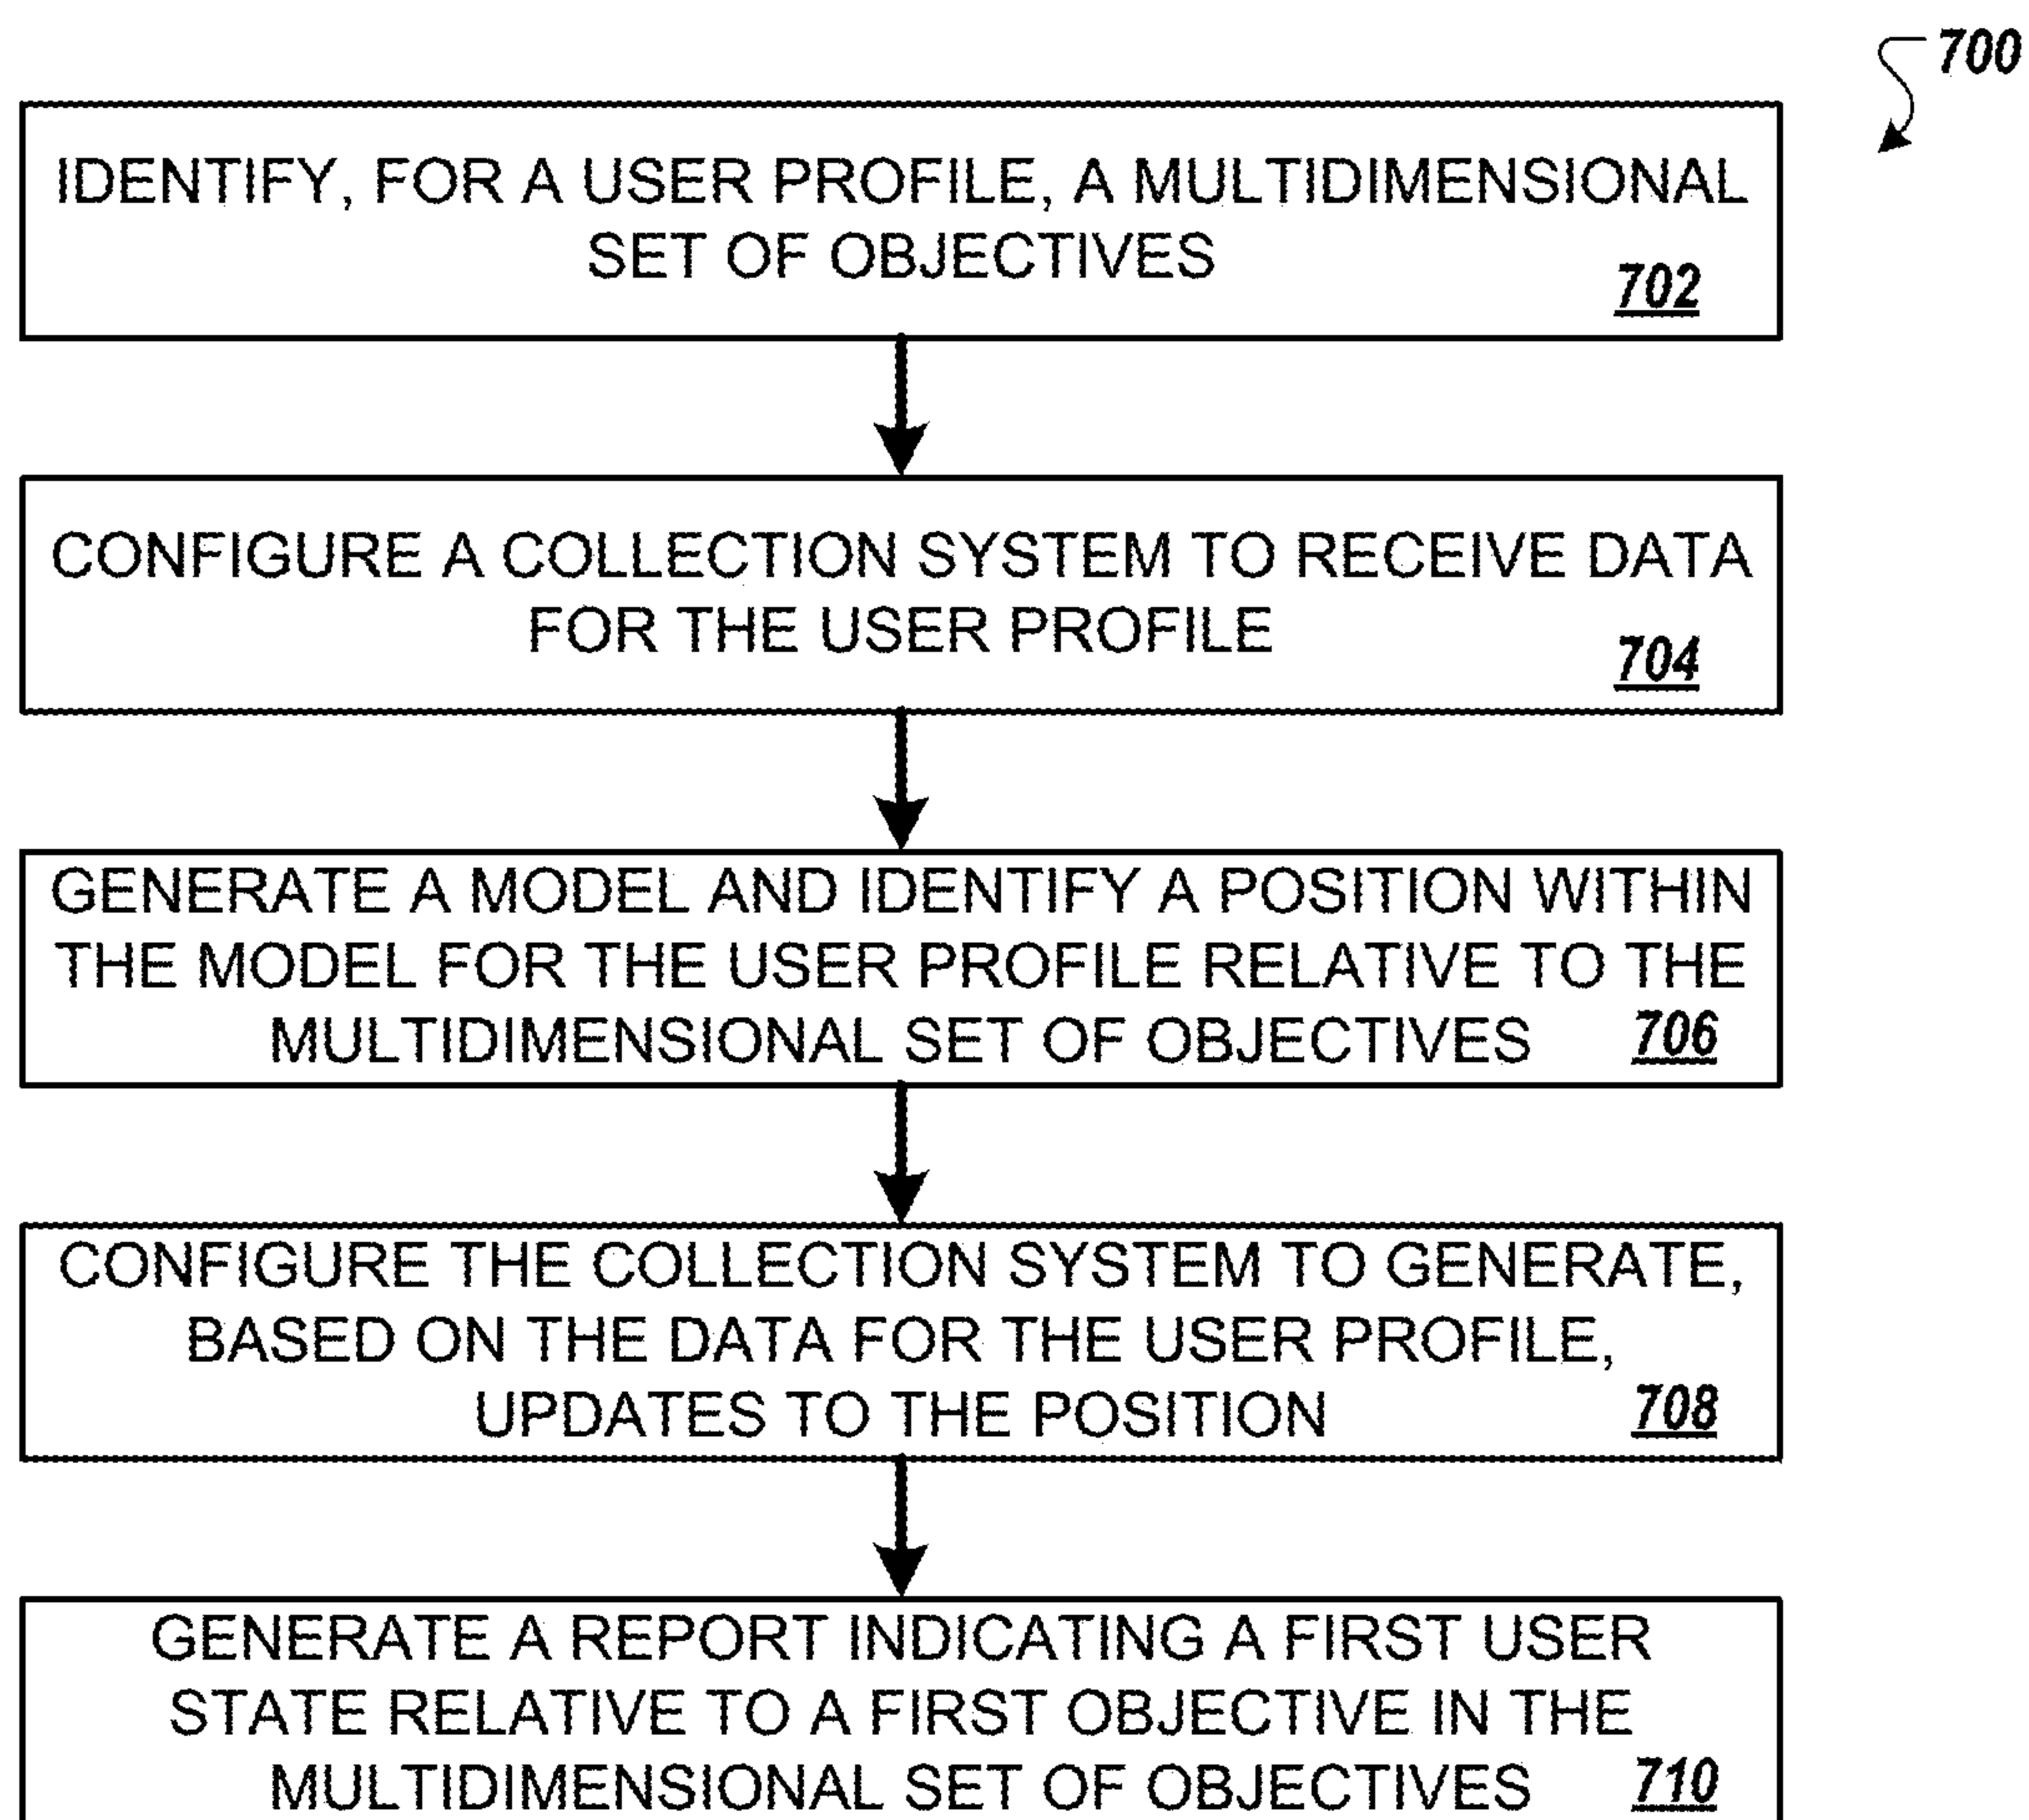 700
IDENTIFY, FOR A USER PROFILE, A MULTIDIMENSIONAL
SET OF OBJECTIVES
702
CONFIGURE A COLLECTION SYSTEM TO RECEIVE DATA
FOR THE USER PROFILE
704
GENERATE A MODEL AND IDENTIFY A POSITION WITHIN
THE MODEL FOR THE USER PROFILE RELATIVE TO THE
MULTIDIMENSIONAL SET OF OBJECTIVES 706
CONFIGURE THE COLLECTION SYSTEM TO GENERATE,
BASED ON THE DATA FOR THE USER PROFILE,
UPDATES TO THE POSITION 708
GENERATE A REPORT INDICATING A FIRST USER
STATE RELATIVE TO A FIRST OBJECTIVE IN THE
MULTIDIMENSIONAL SET OF OBJECTIVES 710